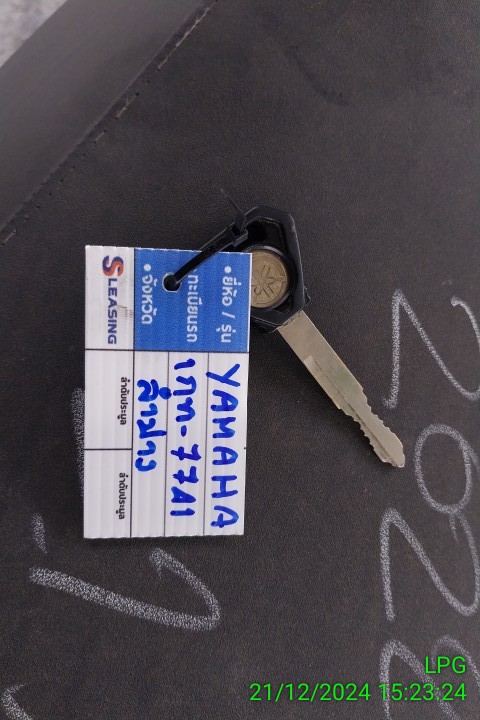 • ยี่ห้อ / รุ่น
YAMAHA
ทะเบียนรถ
1กุท-7741
• จังหวัด
ลำปาง
SLEASING
ลำดับประมูล
ลำดับประมูล
2628
LPG
21/12/2024 15:23:24